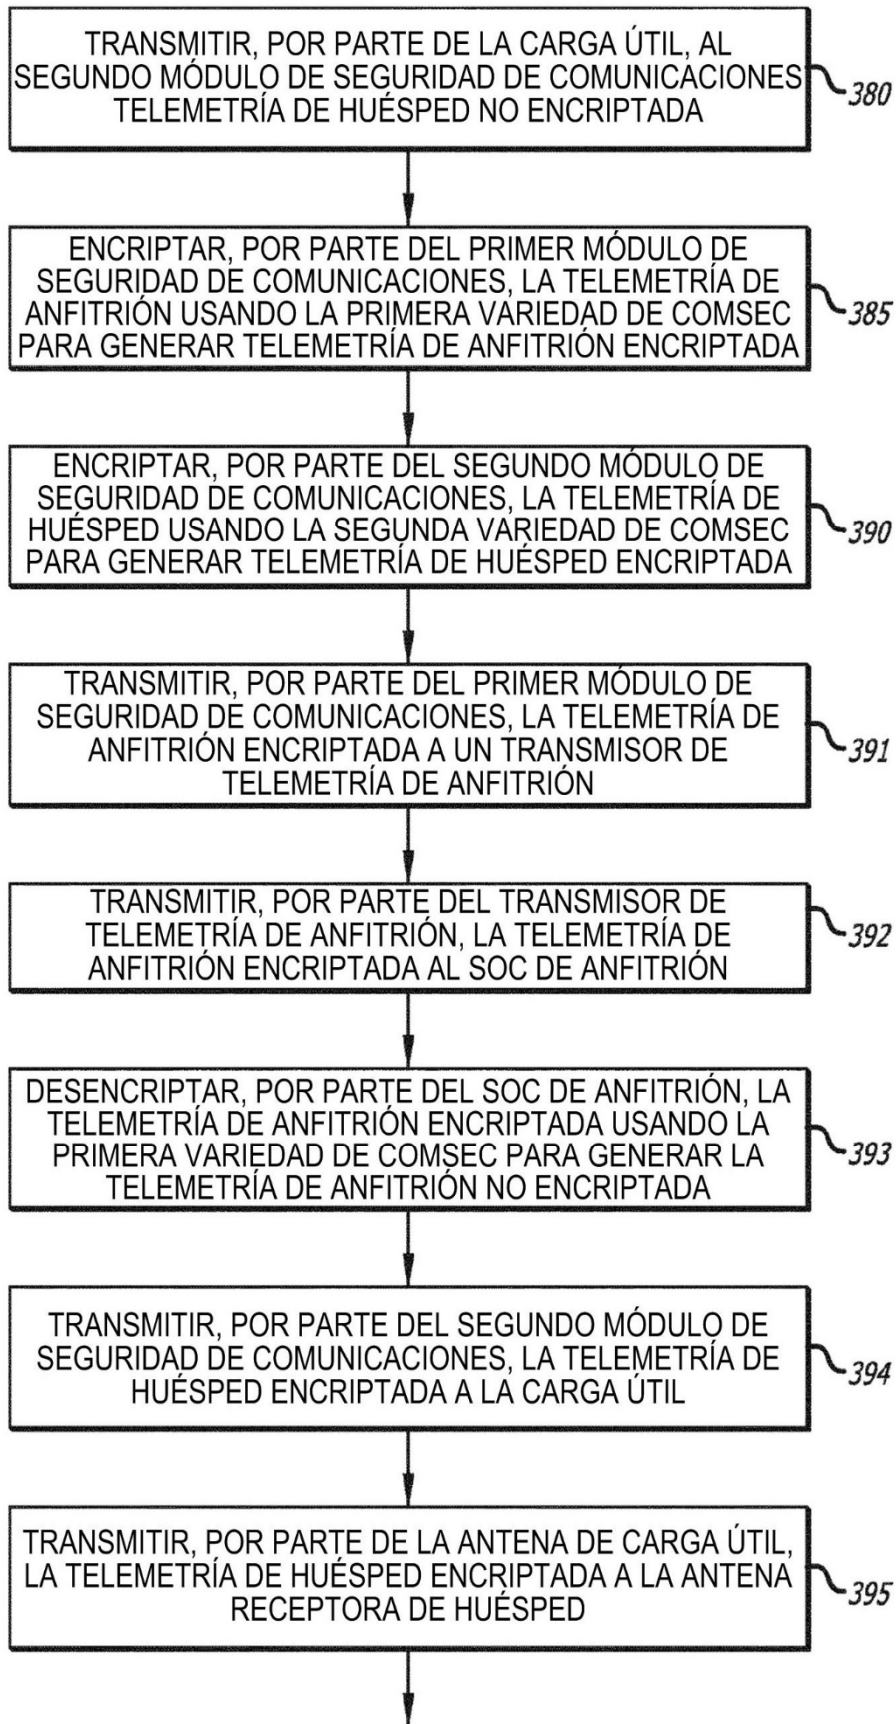 TRANSMITIR, POR PARTE DE LA CARGA ÚTIL, AL
SEGUNDO MÓDULO DE SEGURIDAD DE COMUNICACIONES
TELEMETRÍA DE HUÉSPED NO ENCRIPTADA
380
ENCRIPTAR, POR PARTE DEL PRIMER MÓDULO DE
SEGURIDAD DE COMUNICACIONES, LA TELEMETRÍA DE
ANFITRIÓN USANDO LA PRIMERA VARIEDAD DE COMSEC
PARA GENERAR TELEMETRÍA DE ANFITRIÓN ENCRIPTADA
385
ENCRIPTAR, POR PARTE DEL SEGUNDO MÓDULO DE
SEGURIDAD DE COMUNICACIONES, LA TELEMETRÍA DE
HUÉSPED USANDO LA SEGUNDA VARIEDAD DE COMSEC
PARA GENERAR TELEMETRÍA DE HUÉSPED ENCRIPTADA
390
TRANSMITIR, POR PARTE DEL PRIMER MÓDULO DE
SEGURIDAD DE COMUNICACIONES, LA TELEMETRÍA DE
ANFITRIÓN ENCRIPTADA A UN TRANSMISOR DE
TELEMETRÍA DE ANFITRIÓN
391
TRANSMITIR, POR PARTE DEL TRANSMISOR DE
TELEMETRÍA DE ANFITRIÓN, LA TELEMETRÍA DE
ANFITRIÓN ENCRIPTADA AL SOC DE ANFITRIÓN
392
DESENCRIPTAR, POR PARTE DEL SOC DE ANFITRIÓN, LA
TELEMETRÍA DE ANFITRIÓN ENCRIPTADA USANDO LA
PRIMERA VARIEDAD DE COMSEC PARA GENERAR LA
TELEMETRÍA DE ANFITRIÓN NO ENCRIPTADA
393
TRANSMITIR, POR PARTE DEL SEGUNDO MÓDULO DE
SEGURIDAD DE COMUNICACIONES, LA TELEMETRÍA DE
HUÉSPED ENCRIPTADA A LA CARGA ÚTIL
394
TRANSMITIR, POR PARTE DE LA ANTENA DE CARGA ÚTIL,
LA TELEMETRÍA DE HUÉSPED ENCRIPTADA A LA ANTENA
RECEPTORA DE HUÉSPED
395